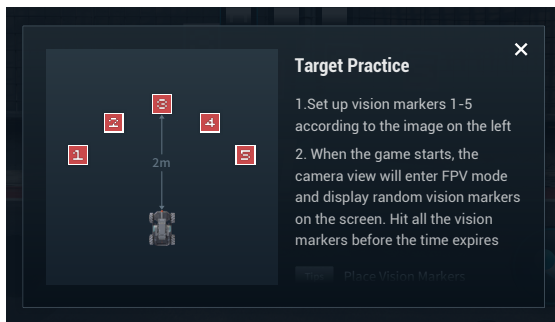 Target Practice
1.Set up vision markers 1-5
according to the image on the left
2. When the game starts, the
camera view will enter FPV mode
and display random vision markers
on the screen. Hit all the vision
markers before the time expires
Tips Place Vision Markers
3
2
4
1
5
2m